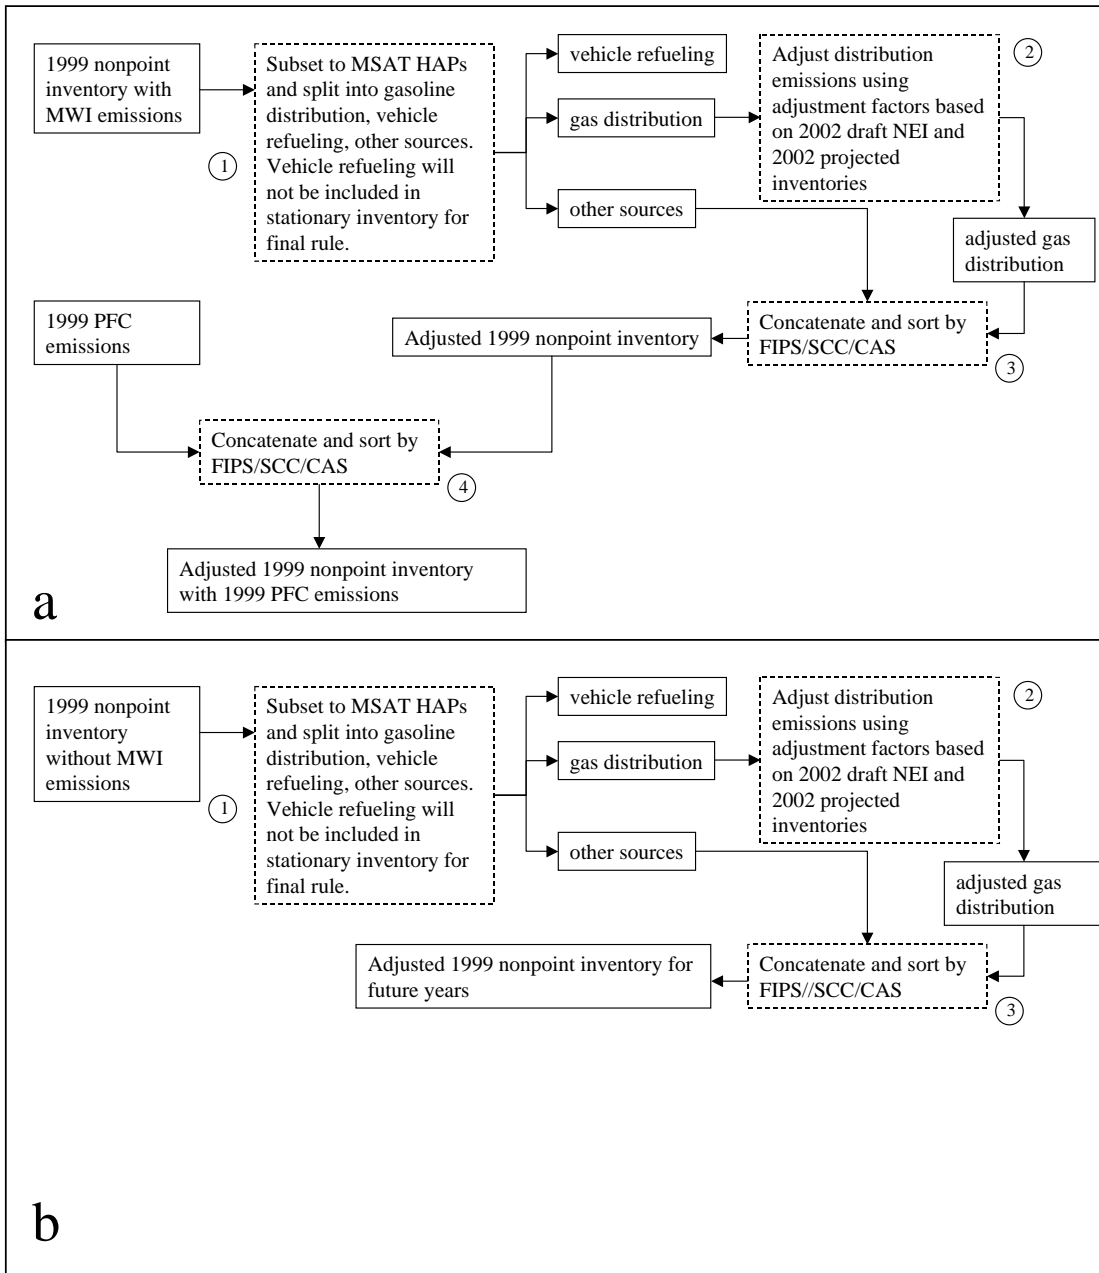 1999 nonpoint
inventory with
MWI emissions
1
Subset to MSAT HAPs
and split into gasoline
distribution, vehicle
refueling, other sources.
Vehicle refueling will
not be included in
stationary inventory for
final rule.
vehicle refueling
gas distribution
other sources
Adjust distribution
emissions using
adjustment factors based
on 2002 draft NEI and
2002 projected
inventories
2
adjusted gas
distribution
Concatenate and sort by
FIPS/SCC/CAS
3
Adjusted 1999 nonpoint inventory
1999 PFC
emissions
Concatenate and sort by
FIPS/SCC/CAS
4
Adjusted 1999 nonpoint inventory
with 1999 PFC emissions
a
1999 nonpoint
inventory
without MWI
emissions
1
Subset to MSAT HAPs
and split into gasoline
distribution, vehicle
refueling, other sources.
Vehicle refueling will
not be included in
stationary inventory for
final rule.
vehicle refueling
gas distribution
other sources
Adjust distribution
emissions using
adjustment factors based
on 2002 draft NEI and
2002 projected
inventories
2
adjusted gas
distribution
Concatenate and sort by
FIPS//SCC/CAS
3
Adjusted 1999 nonpoint inventory for
future years
b